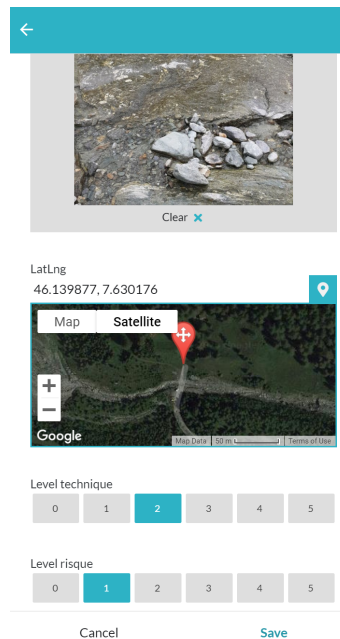 Clear ×
LatLng
46.139877, 7.630176
Map Satellite
+
−
Google
Map Data 50 m Terms of Use
Level technique
0 1 2 3 4 5
Level risque
0 1 2 3 4 5
Cancel Save